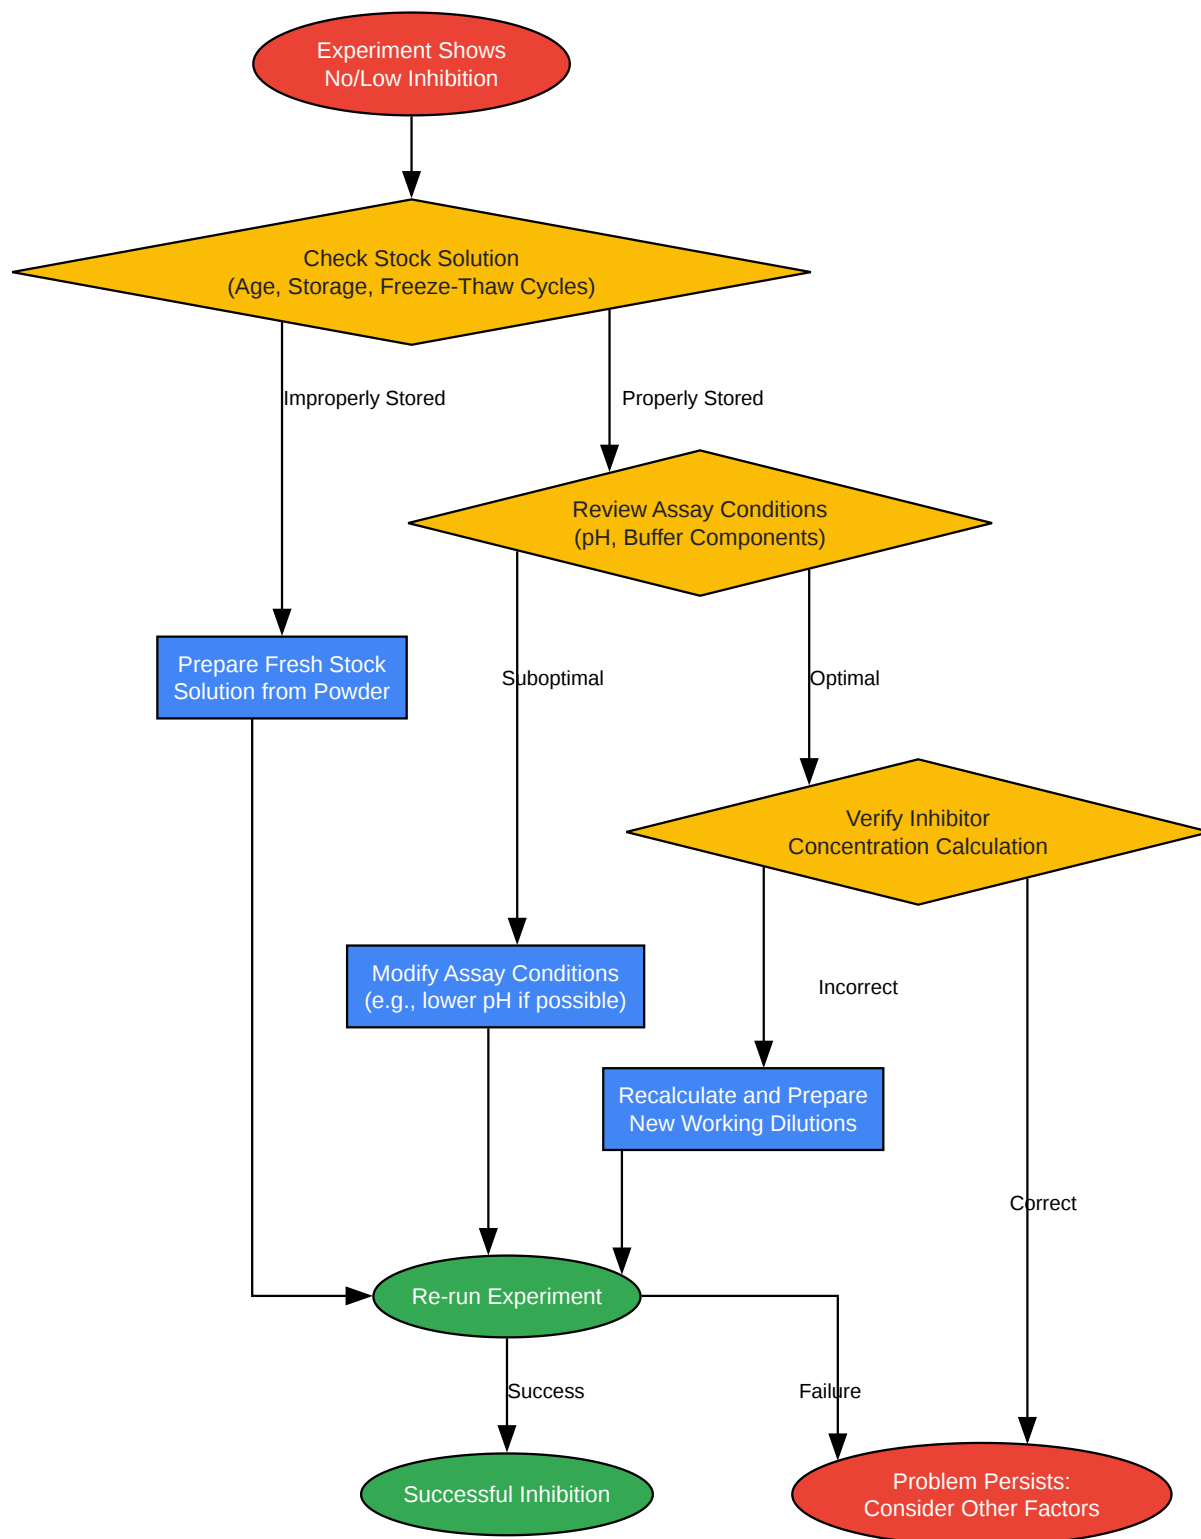 Experiment Shows
No/Low Inhibition
Check Stock Solution
(Age, Storage, Freeze-Thaw Cycles)
Improperly Stored
Properly Stored
Review Assay Conditions
(pH, Buffer Components)
Prepare Fresh Stock
Solution from Powder
Suboptimal
Optimal
Verify Inhibitor
Concentration Calculation
Modify Assay Conditions
(e.g., lower pH if possible)
Incorrect
Recalculate and Prepare
New Working Dilutions
Correct
Re-run Experiment
Success
Failure
Successful Inhibition
Problem Persists:
Consider Other Factors